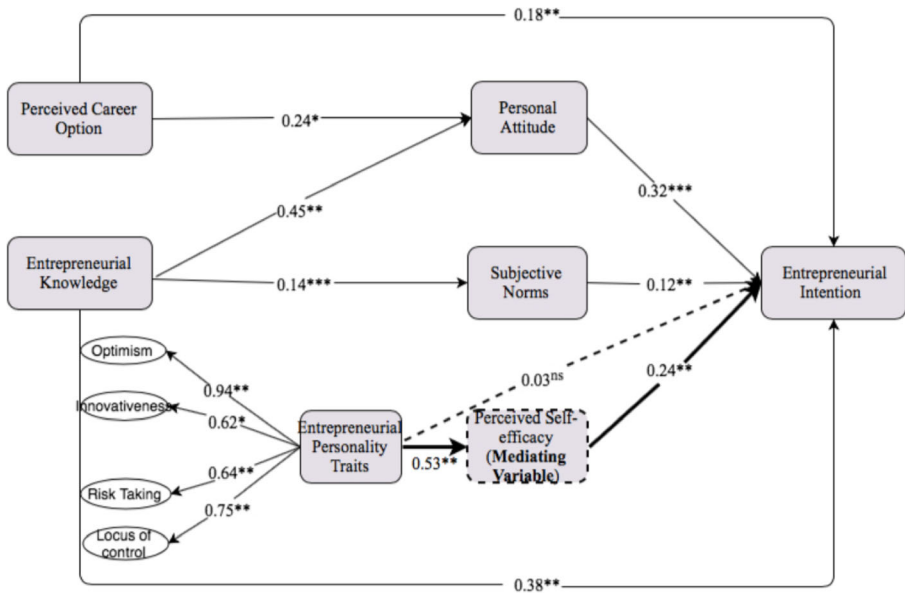 0.18**
Perceived Career
Option
0.24*
Personal
Attitude
0.32***
0.45**
Entrepreneurial
Knowledge
0.14***
Subjective
Norms
0.12**
Entrepreneurial
Intention
Optimism
0.94**
Innovativeness
0.62*
Entrepreneurial
Personality
Traits
0.03ns
0.24**
Perceived Self-
efficacy
(Mediating
Variable)
0.53**
Risk Taking
0.64**
0.75**
Locus of
control
0.38**